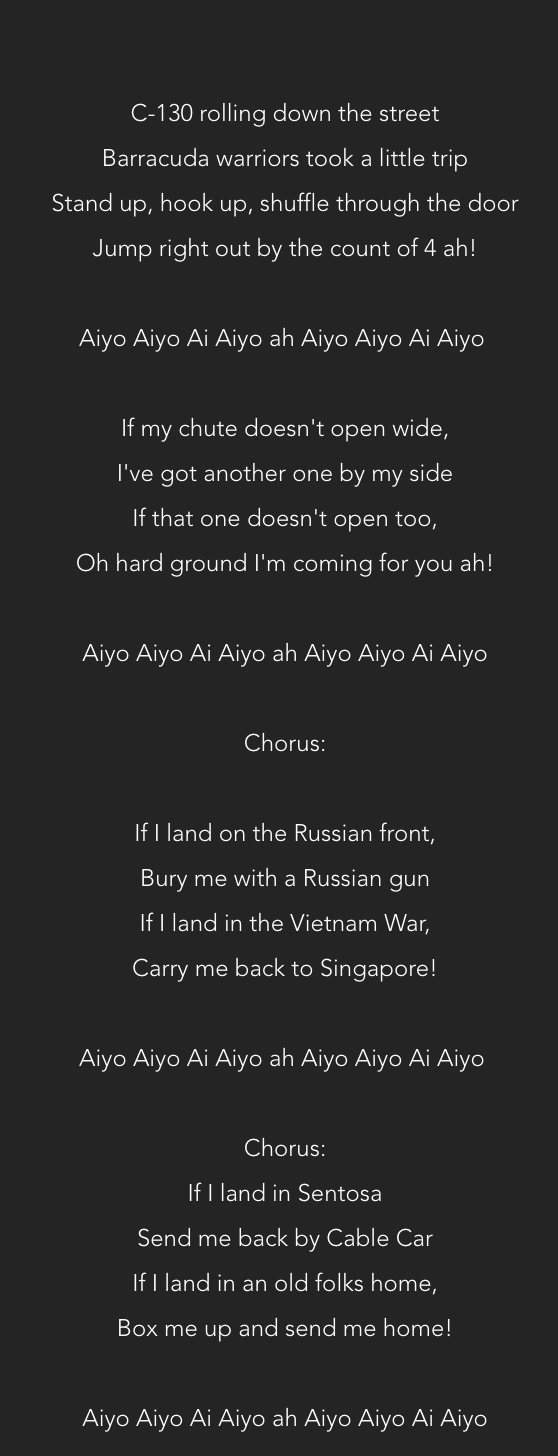 C-130 rolling down the street
Barracuda warriors took a little trip
Stand up, hook up, shuffle through the door
Jump right out by the count of 4 ah!
Aiyo Aiyo Ai Aiyo ah Aiyo Aiyo Ai Aiyo
If my chute doesn't open wide,
I've got another one by my side
If that one doesn't open too,
Oh hard ground I'm coming for you ah!
Aiyo Aiyo Ai Aiyo ah Aiyo Aiyo Ai Aiyo
Chorus:
If I land on the Russian front,
Bury me with a Russian gun
If I land in the Vietnam War,
Carry me back to Singapore!
Aiyo Aiyo Ai Aiyo ah Aiyo Aiyo Ai Aiyo
Chorus:
If I land in Sentosa
Send me back by Cable Car
If I land in an old folks home,
Box me up and send me home!
Aiyo Aiyo Ai Aiyo ah Aiyo Aiyo Ai Aiyo